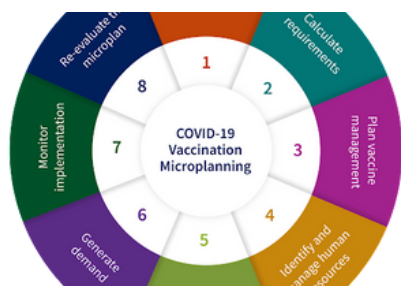 1
Calculate
requirements
2
Plan vaccine
management
3
Identify and
manage human
resources
4
5
Generate
demand
6
Monitor
implementation
7
Re-evaluate the
microplan
8
COVID-19
Vaccination
Microplanning